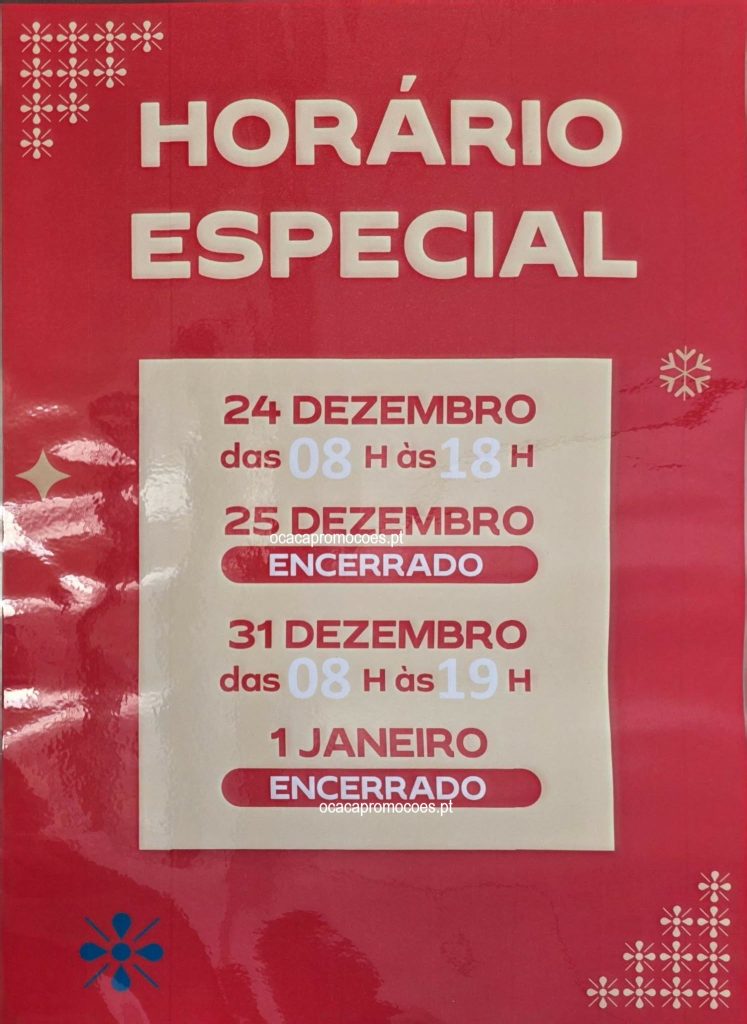 HORÁRIO
ESPECIAL
24 DEZEMBRO
das 08 H às 18 H
25 DEZEMBRO
ocacapromocoes.pt
ENCERRADO
31 DEZEMBRO
das 08 H às 19 H
1 JANEIRO
ENCERRADO
ocacapromocoes.pt